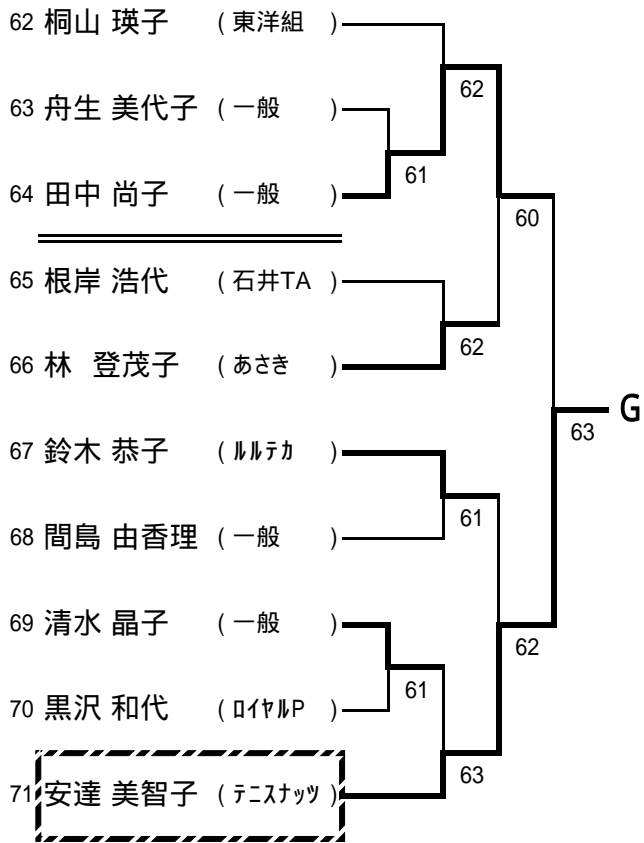 62 桐山 瑛子 ( 東洋組 )
62
63 舟生 美代子 ( 一般 )
61
64 田中 尚子 ( 一般 )
60
65 根岸 浩代 ( 石井TA )
62
66 林 登茂子 ( あさき )
G
63
67 鈴木 恭子 ( ﾙﾙﾃｶ )
61
68 間島 由香理 ( 一般 )
69 清水 晶子 ( 一般 )
62
61
70 黒沢 和代 ( ﾛｲﾔﾙP )
63
71 安達 美智子 ( ﾃﾆｽﾅｯﾂ )